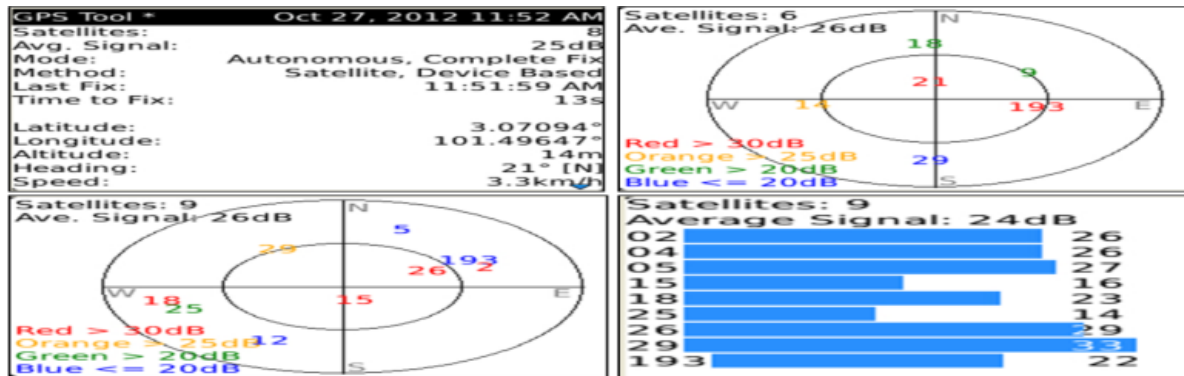 GPS Tool * Oct 27, 2012 11:52 AM
Satellites: 8
Avg. Signal: 25dB
Mode: Autonomous, Complete Fix
Method: Satellite, Device Based
Last Fix: 11:51:59 AM
Time to Fix: 13s
Latitude: 3.07094°
Longitude: 101.49647°
Altitude: 14m
Heading: 21° [N]
Speed: 3.3km/h
Satellites: 6
Ave. Signal: 26dB
N
18
9
21
W 14 193 E
Red > 30dB
Orange > 25dB
Green > 20dB
29
Blue <= 20dB
S
Satellites: 9
Ave. Signal: 26dB
N
5
29
193
26 2
W E
18 15
25
Red > 30dB
Orange > 25dB 12
Green > 20dB
Blue <= 20dB
S
Satellites: 9
Average Signal: 24dB
02 26
04 26
05 27
15 16
18 23
25 14
26 29
29 33
193 22